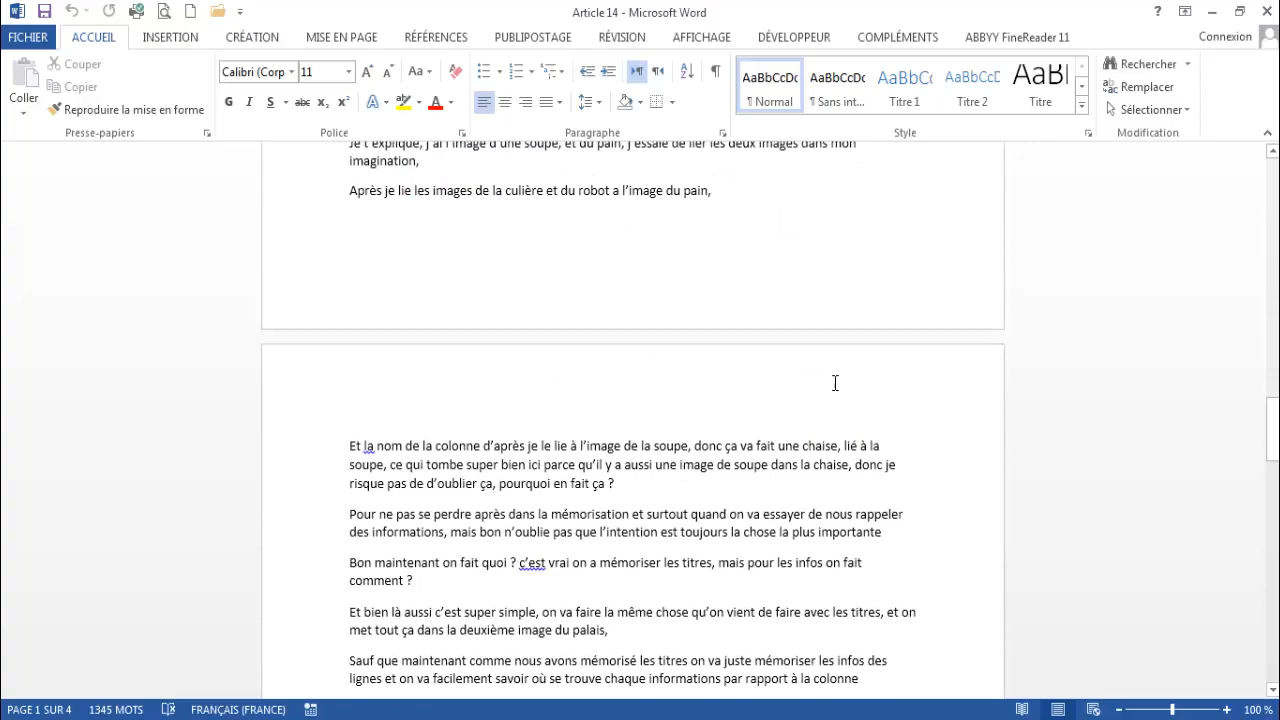 Article 14 - Microsoft Word
FICHIER
ACCUEIL
INSERTION
CRÉATION
MISE EN PAGE
RÉFÉRENCES
PUBLIPOSTAGE
RÉVISION
AFFICHAGE
DÉVELOPPEUR
COMPLÉMENTS
ABBYY FineReader 11
Connexion
Coller
Couper
Copier
Reproduire la mise en forme
Presse-papiers
Calibri (Corp
11
Aa
G I S abc x₂ x²
A
Police
Paragraphe
AaBbCcDc
¶ Normal
AaBbCcDc
¶ Sans int...
AaBbC
Titre 1
AaBbCcD
Titre 2
AaBl
Titre
Style
Rechercher
Remplacer
Sélectionner
Modification
Je t'explique, j'ai l'image d'une soupe, et du pain, j'essaie de lier les deux images dans mon
imagination,
Après je lie les images de la culière et du robot a l'image du pain,
Et la nom de la colonne d'après je le lie à l'image de la soupe, donc ça va fait une chaise, lié à la
soupe, ce qui tombe super bien ici parce qu'il y a aussi une image de soupe dans la chaise, donc je
risque pas de d'oublier ça, pourquoi en fait ça ?
Pour ne pas se perdre après dans la mémorisation et surtout quand on va essayer de nous rappeler
des informations, mais bon n'oublie pas que l'intention est toujours la chose la plus importante
Bon maintenant on fait quoi ? c'est vrai on a mémoriser les titres, mais pour les infos on fait
comment ?
Et bien là aussi c'est super simple, on va faire la même chose qu'on vient de faire avec les titres, et on
met tout ça dans la deuxième image du palais,
Sauf que maintenant comme nous avons mémorisé les titres on va juste mémoriser les infos des
lignes et on va facilement savoir où se trouve chaque informations par rapport à la colonne
PAGE 1 SUR 4
1345 MOTS
FRANÇAIS (FRANCE)
100 %